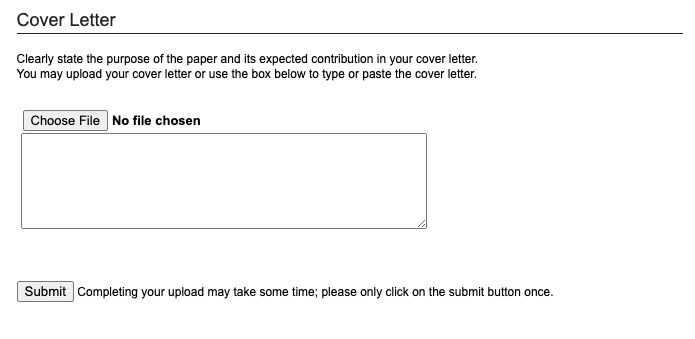 Cover Letter
Clearly state the purpose of the paper and its expected contribution in your cover letter.
You may upload your cover letter or use the box below to type or paste the cover letter.
Choose File No file chosen
Submit Completing your upload may take some time; please only click on the submit button once.